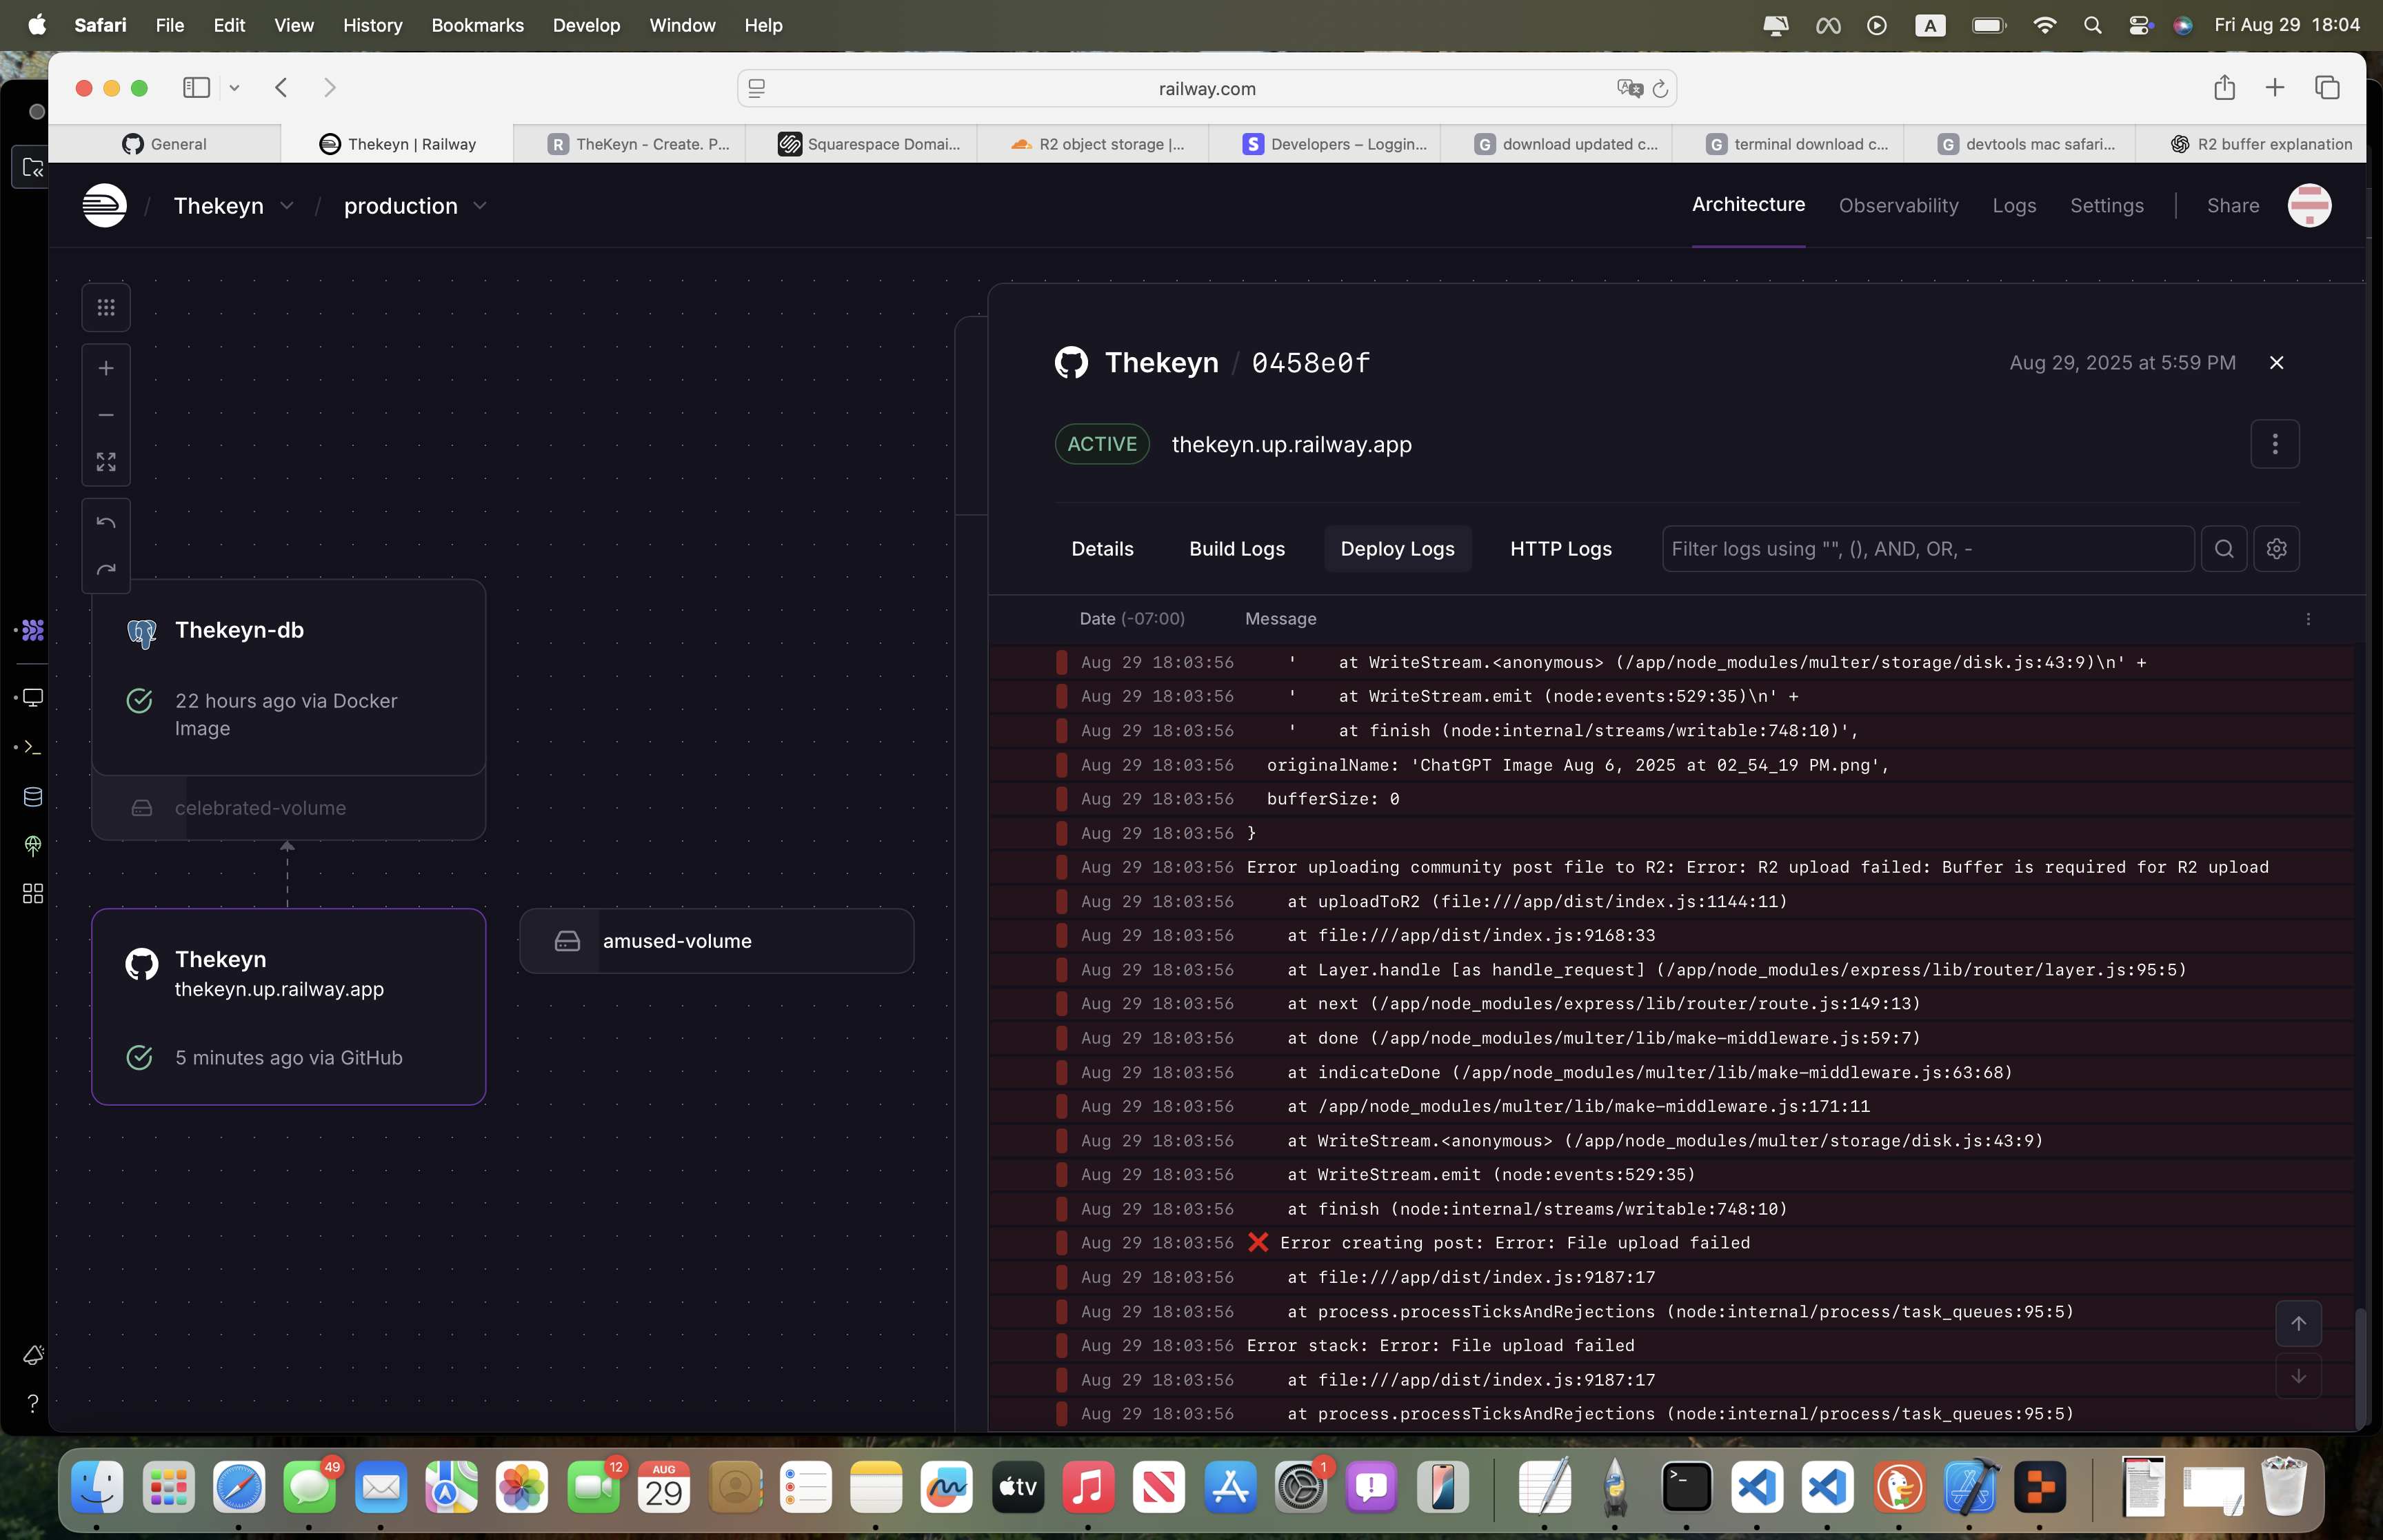 Safari File Edit View History Bookmarks Develop Window Help A Fri Aug 29 18:04
railway.com
General
Thekeyn | Railway
R TheKeyn - Create. P...
Squarespace Domai...
R2 object storage |...
S Developers – Loggin...
G download updated c...
G terminal download c...
G devtools mac safari...
R2 buffer explanation
/ Thekeyn / production
Architecture Observability Logs Settings Share
Thekeyn / 0458e0f
Aug 29, 2025 at 5:59 PM
ACTIVE thekeyn.up.railway.app
Details Build Logs Deploy Logs HTTP Logs Filter logs using "", (), AND, OR, -
Thekeyn-db
22 hours ago via Docker
Image
celebrated-volume
Thekeyn
thekeyn.up.railway.app
5 minutes ago via GitHub
amused-volume
Date (-07:00) Message
Aug 29 18:03:56 ' at WriteStream.<anonymous> (/app/node_modules/multer/storage/disk.js:43:9)\n' +
Aug 29 18:03:56 ' at WriteStream.emit (node:events:529:35)\n' +
Aug 29 18:03:56 ' at finish (node:internal/streams/writable:748:10)',
Aug 29 18:03:56 originalName: 'ChatGPT Image Aug 6, 2025 at 02_54_19 PM.png',
Aug 29 18:03:56 bufferSize: 0
Aug 29 18:03:56 }
Aug 29 18:03:56 Error uploading community post file to R2: Error: R2 upload failed: Buffer is required for R2 upload
Aug 29 18:03:56 at uploadToR2 (file:///app/dist/index.js:1144:11)
Aug 29 18:03:56 at file:///app/dist/index.js:9168:33
Aug 29 18:03:56 at Layer.handle [as handle_request] (/app/node_modules/express/lib/router/layer.js:95:5)
Aug 29 18:03:56 at next (/app/node_modules/express/lib/router/route.js:149:13)
Aug 29 18:03:56 at done (/app/node_modules/multer/lib/make-middleware.js:59:7)
Aug 29 18:03:56 at indicateDone (/app/node_modules/multer/lib/make-middleware.js:63:68)
Aug 29 18:03:56 at /app/node_modules/multer/lib/make-middleware.js:171:11
Aug 29 18:03:56 at WriteStream.<anonymous> (/app/node_modules/multer/storage/disk.js:43:9)
Aug 29 18:03:56 at WriteStream.emit (node:events:529:35)
Aug 29 18:03:56 at finish (node:internal/streams/writable:748:10)
Aug 29 18:03:56 ❌ Error creating post: Error: File upload failed
Aug 29 18:03:56 at file:///app/dist/index.js:9187:17
Aug 29 18:03:56 at process.processTicksAndRejections (node:internal/process/task_queues:95:5)
Aug 29 18:03:56 Error stack: Error: File upload failed
Aug 29 18:03:56 at file:///app/dist/index.js:9187:17
Aug 29 18:03:56 at process.processTicksAndRejections (node:internal/process/task_queues:95:5)
49
12
AUG
29
tv
1